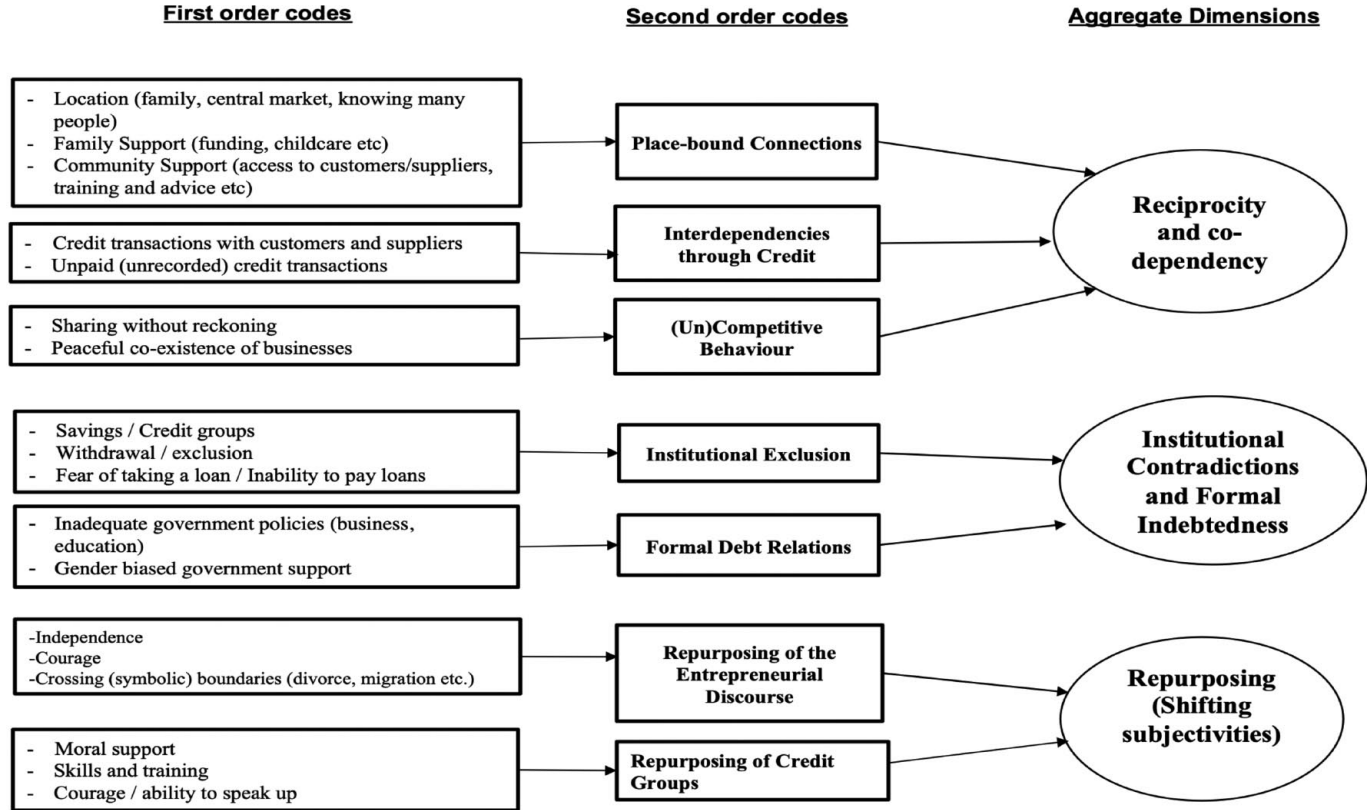 First order codes
Second order codes
Aggregate Dimensions
- Location (family, central market, knowing many
people)
- Family Support (funding, childcare etc)
- Community Support (access to customers/suppliers,
training and advice etc)
Place-bound Connections
- Credit transactions with customers and suppliers
- Unpaid (unrecorded) credit transactions
Interdependencies
through Credit
- Sharing without reckoning
- Peaceful co-existence of businesses
(Un)Competitive
Behaviour
Reciprocity
and co-
dependency
- Savings / Credit groups
- Withdrawal / exclusion
- Fear of taking a loan / Inability to pay loans
Institutional Exclusion
- Inadequate government policies (business,
education)
- Gender biased government support
Formal Debt Relations
Institutional
Contradictions
and Formal
Indebtedness
-Independence
-Courage
-Crossing (symbolic) boundaries (divorce, migration etc.)
Repurposing of the
Entrepreneurial
Discourse
- Moral support
- Skills and training
- Courage / ability to speak up
Repurposing of Credit
Groups
Repurposing
(Shifting
subjectivities)